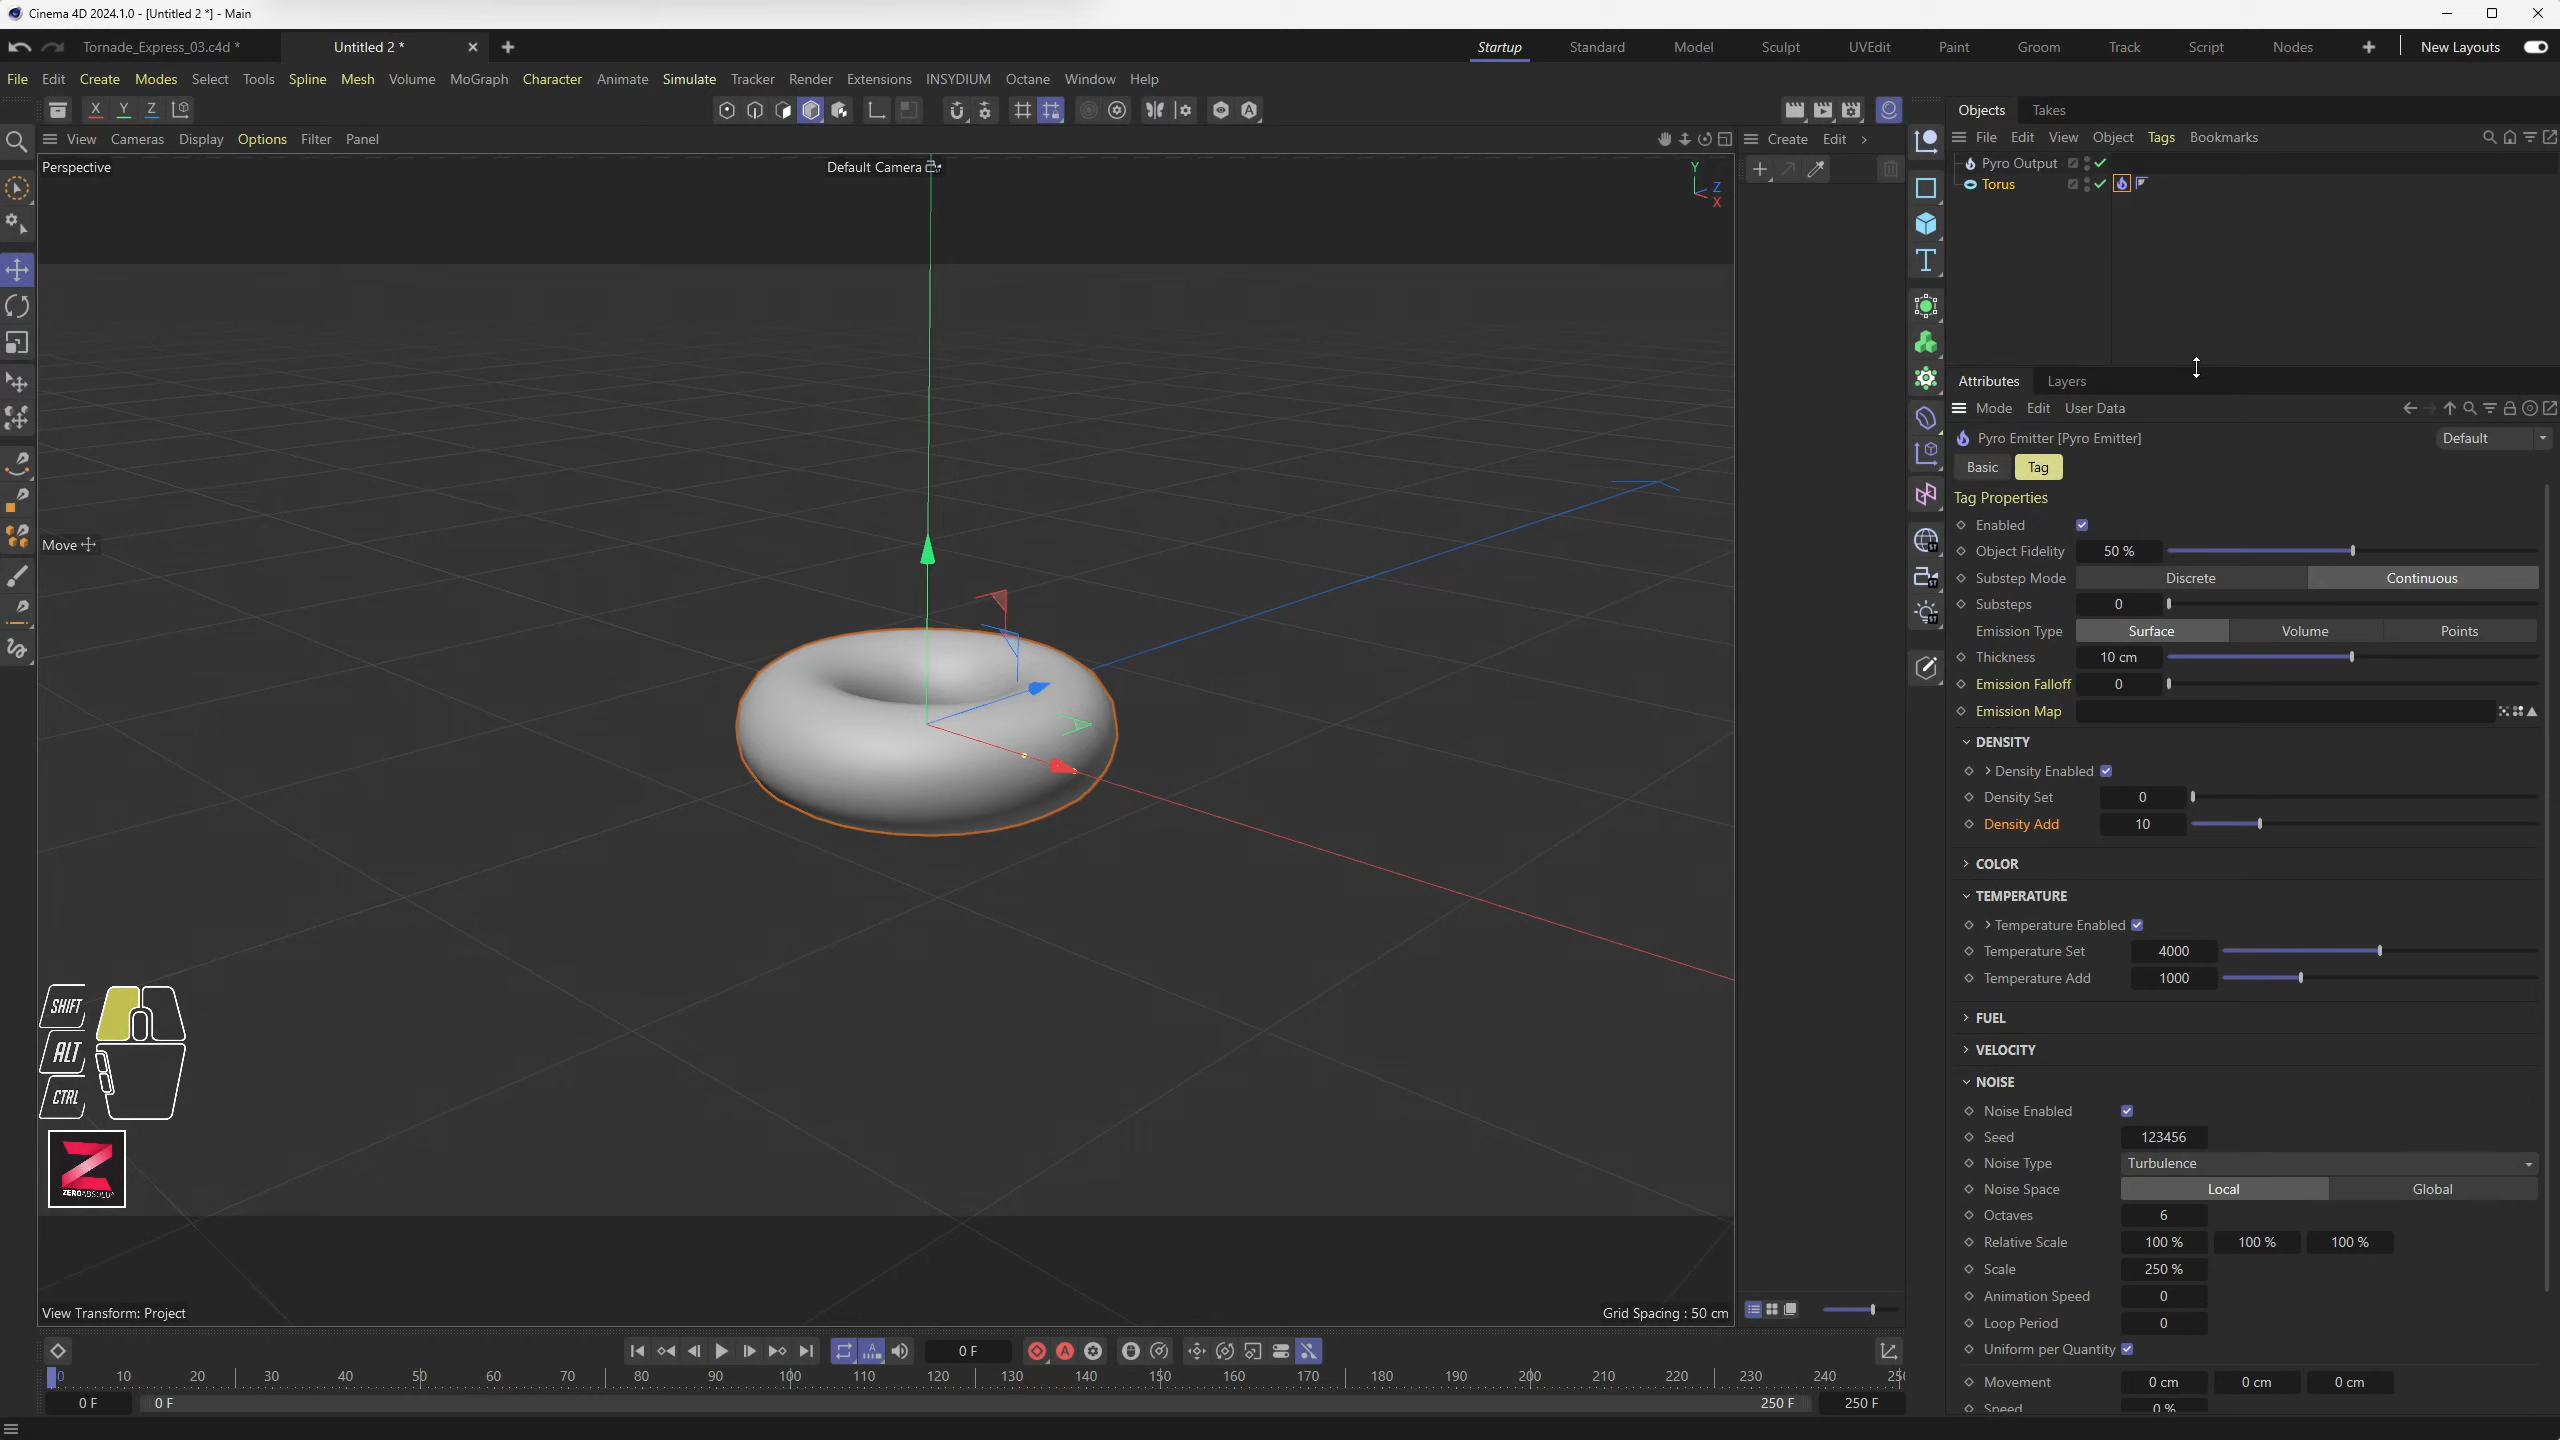 Cinema 4D 2024.1.0 - [Untitled 2 *] - Main
Tornade_Express_03.c4d * Untitled 2 * Startup Standard Model Sculpt UVEdit Paint Groom Track Script Nodes New Layouts
File Edit Create Modes Select Tools Spline Mesh Volume MoGraph Character Animate Simulate Tracker Render Extensions INSYDIUM Octane Window Help
X Y Z Objects Takes
View Cameras Display Options Filter Panel Create Edit File Edit View Object Tags Bookmarks
Perspective Default Camera Y Z X
Pyro Output
Torus
Attributes Layers
Mode Edit User Data
Pyro Emitter [Pyro Emitter] Default
Basic Tag
Tag Properties
Enabled
Object Fidelity 50 %
Substep Mode Discrete Continuous
Substeps 0
Emission Type Surface Volume Points
Thickness 10 cm
Emission Falloff 0
Emission Map
DENSITY
Density Enabled
Density Set 0
Density Add 10
COLOR
TEMPERATURE
Temperature Enabled
Temperature Set 4000
Temperature Add 1000
FUEL
VELOCITY
NOISE
Noise Enabled
Seed 123456
Noise Type Turbulence
Noise Space Local Global
Octaves 6
Relative Scale 100 % 100 % 100 %
Scale 250 %
Animation Speed 0
Loop Period 0
Uniform per Quantity
Movement 0 cm 0 cm 0 cm
Speed 0 %
Move
SHIFT
ALT
CTRL
ZEROABSOLU
View Transform: Project Grid Spacing : 50 cm
0 F
0 10 20 30 40 50 60 70 80 90 100 110 120 130 140 150 160 170 180 190 200 210 220 230 240 25
0 F 0 F 250 F 250 F